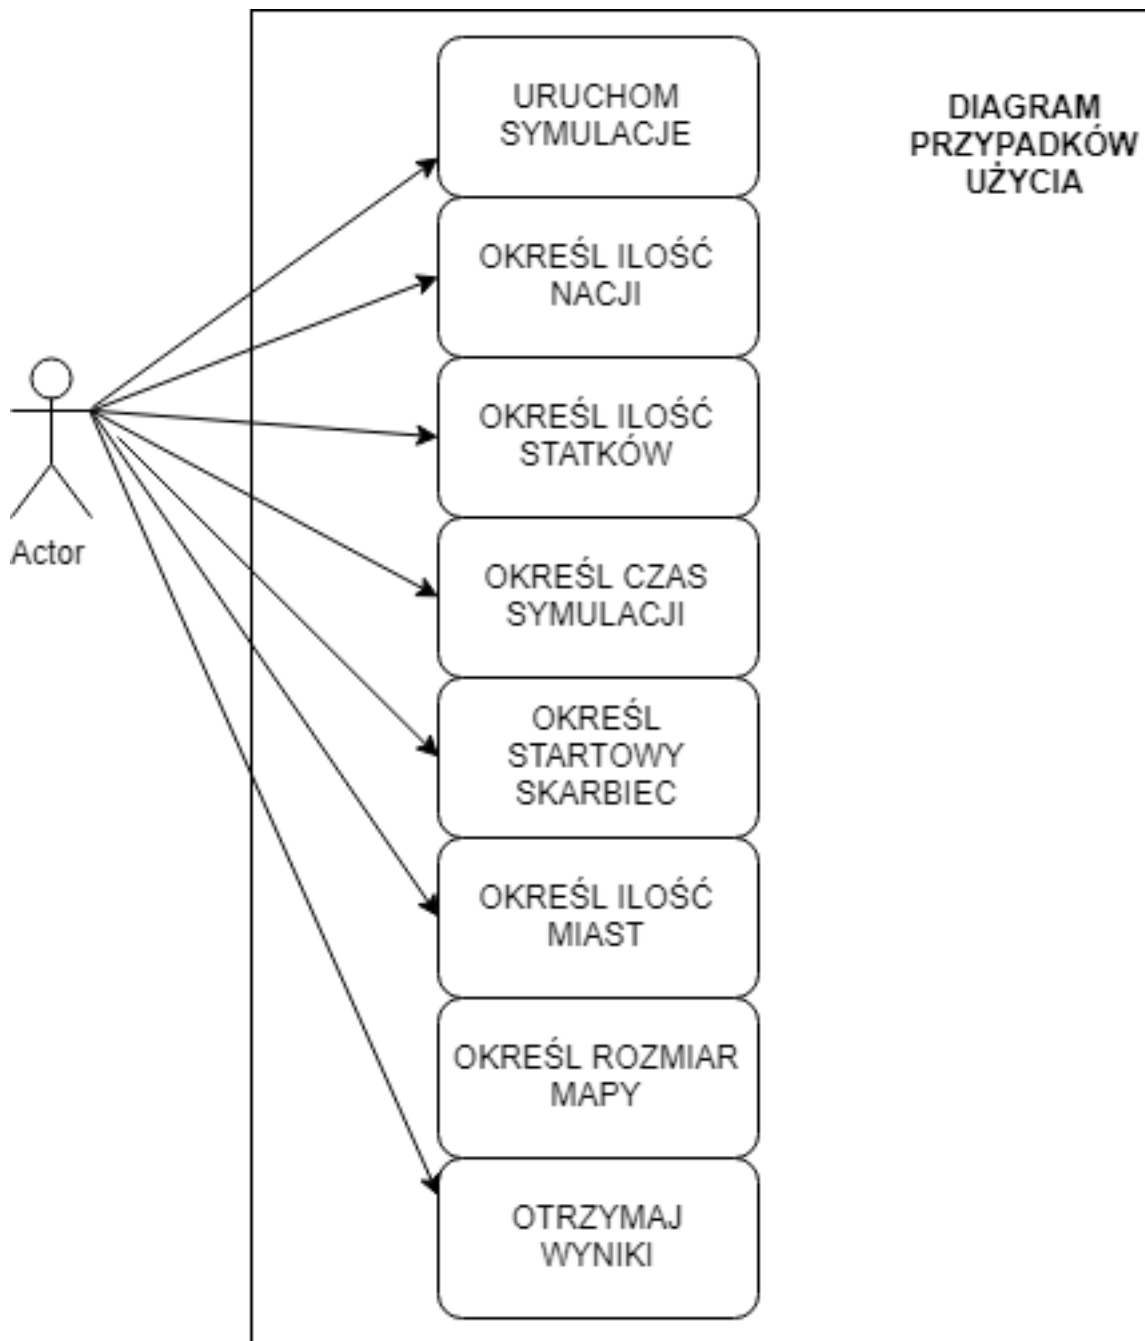 URUCHOM
SYMULACJE
DIAGRAM
PRZYPADKÓW
UŻYCIA
OKREŚL ILOŚĆ
NACJI
OKREŚL ILOŚĆ
STATKÓW
Actor
OKREŚL CZAS
SYMULACJI
OKREŚL
STARTOWY
SKARBIEC
OKREŚL ILOŚĆ
MIAST
OKREŚL ROZMIAR
MAPY
OTRZYMAJ
WYNIKI